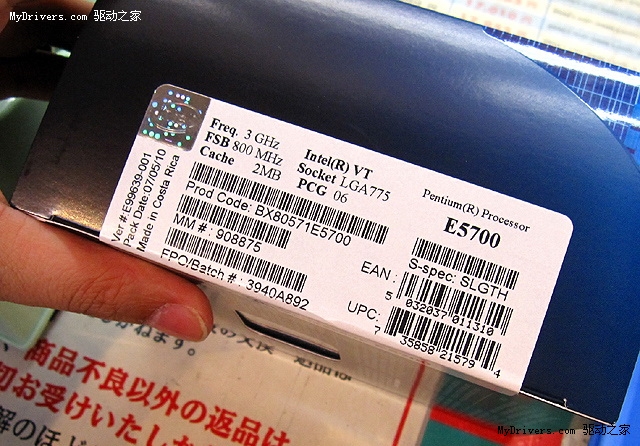 MyDrivers.com 驱动之家
Ver #:E99639-001
Pack Date:07/05/10
Made in Costa Rica
Freq. 3 GHz
FSB 800 MHz
Cache 2MB
Intel(R) VT
Socket LGA775
PCG 06
Pentium(R) Processor
E5700
Prod Code: BX80571E5700
MM # : 908875
FPO/Batch # : 3940A892
S-spec: SLGTH
EAN :
5 032037 011310
UPC:
7 35858 21579 4
かねます。
商品不良以外の返品は
お受けいたし
MyDrivers.com 驱动之家